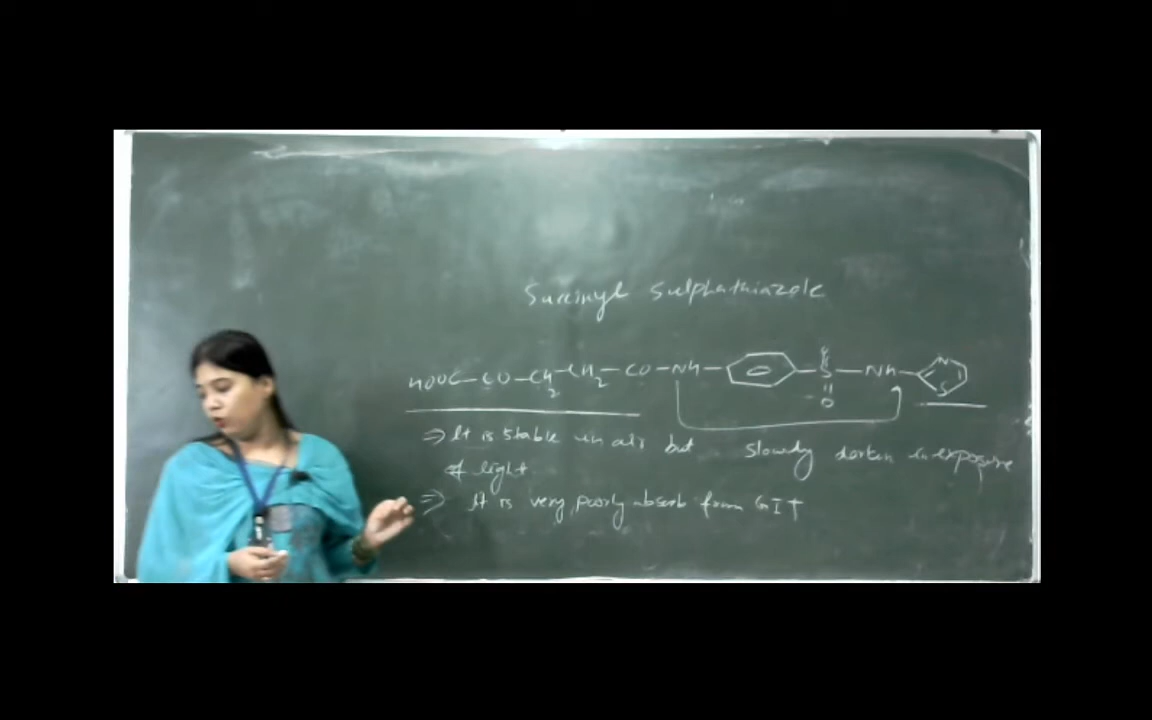 Succinyl Sulphathiazole
HOOC-CO-CH2-CH2-CO-NH- -S- NH- N S
O
O
=> It is stable in air but slowly darken in exposure
of light.
=> It is very poorly absorb from GIT